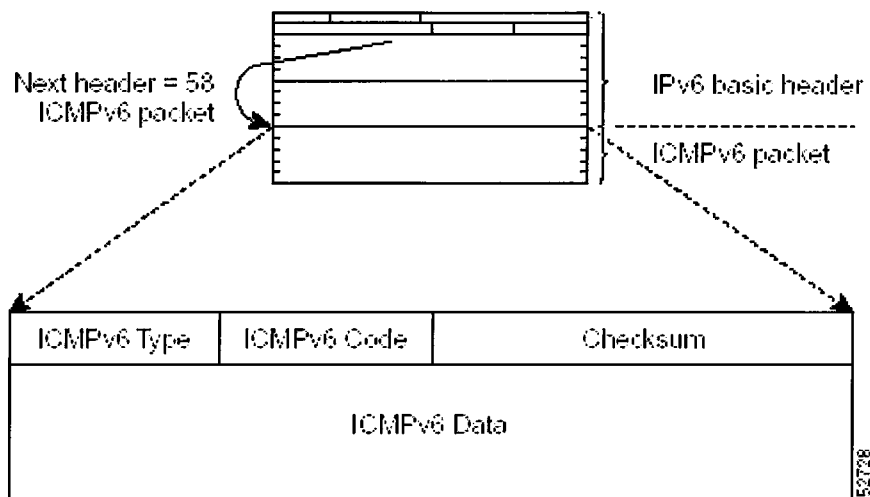 Next header = 58
ICMPv6 packet
IPv6 basic header
ICMPv6 packet
ICMPv6 Type
ICMPv6 Code
Checksum
ICMPv6 Data
52728